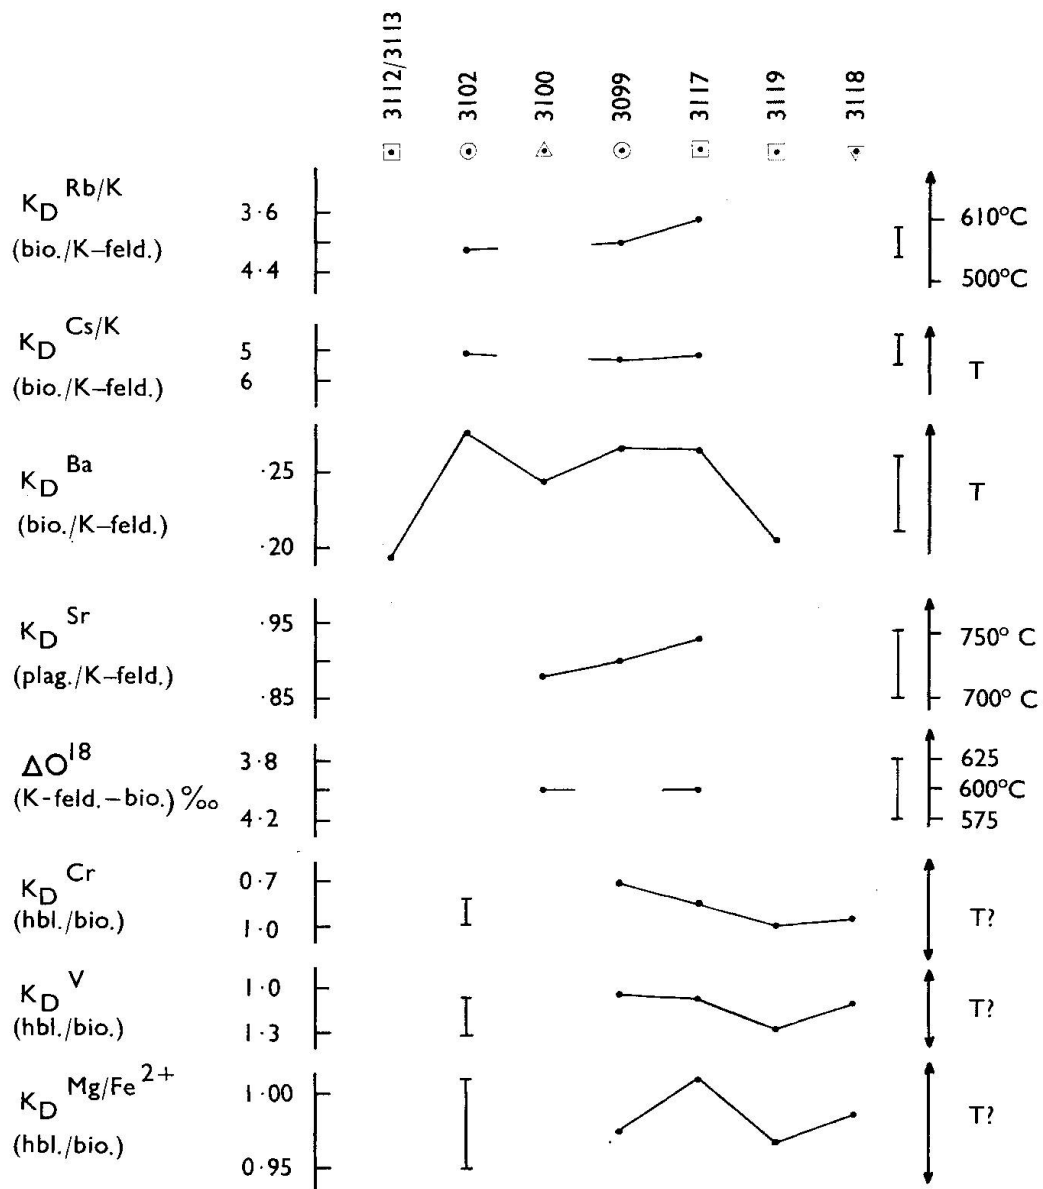 3112/3113
3102
3100
3099
3117
3119
3118
K_D Rb/K
(bio./K–feld.)
3·6
4·4
610°C
500°C
K_D Cs/K
(bio./K–feld.)
5
6
T
K_D Ba
(bio./K–feld.)
·25
·20
T
K_D Sr
(plag./K–feld.)
·95
·85
750° C
700° C
ΔO¹⁸
(K-feld.–bio.) ‰
3·8
4·2
625
600°C
575
K_D Cr
(hbl./bio.)
0·7
1·0
T?
K_D V
(hbl./bio.)
1·0
1·3
T?
K_D Mg/Fe²⁺
(hbl./bio.)
1·00
0·95
T?